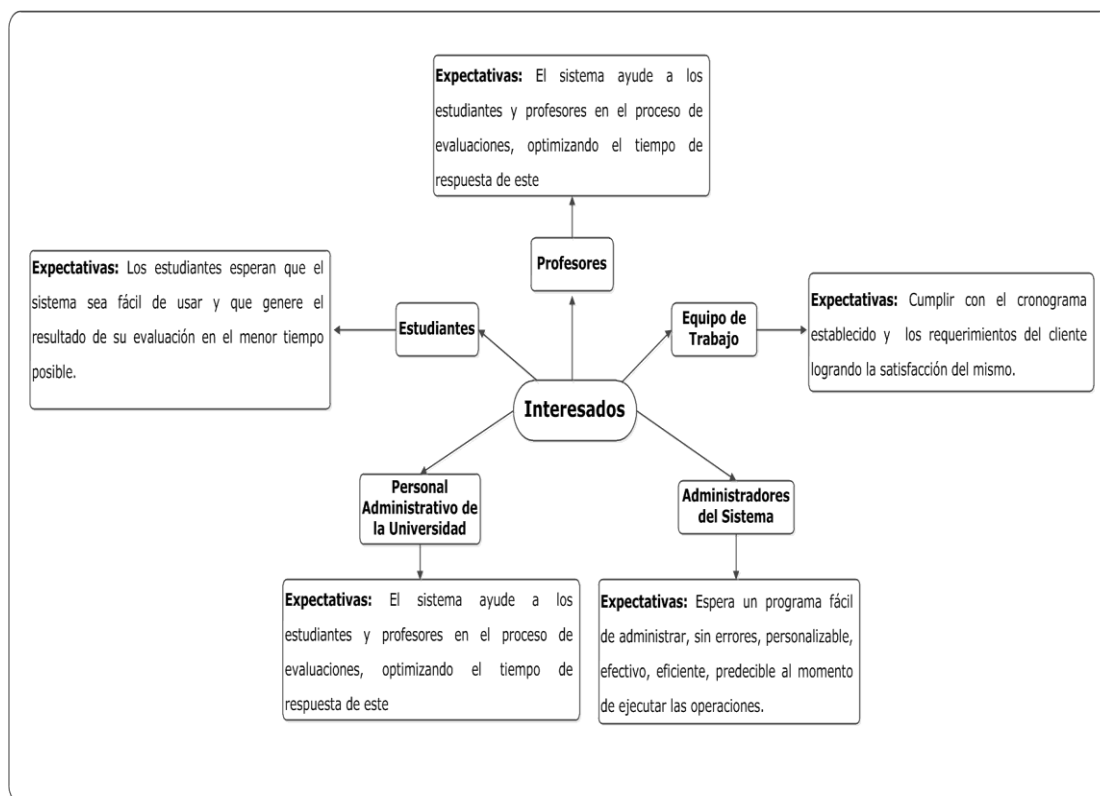 Expectativas: El sistema ayude a los
estudiantes y profesores en el proceso de
evaluaciones, optimizando el tiempo de
respuesta de este
Profesores
Expectativas: Los estudiantes esperan que el
sistema sea fácil de usar y que genere el
resultado de su evaluación en el menor tiempo
posible.
Estudiantes
Equipo de
Trabajo
Expectativas: Cumplir con el cronograma
establecido y los requerimientos del cliente
logrando la satisfacción del mismo.
Interesados
Personal
Administrativo de
la Universidad
Administradores
del Sistema
Expectativas: El sistema ayude a los
estudiantes y profesores en el proceso de
evaluaciones, optimizando el tiempo de
respuesta de este
Expectativas: Espera un programa fácil
de administrar, sin errores, personalizable,
efectivo, eficiente, predecible al momento
de ejecutar las operaciones.